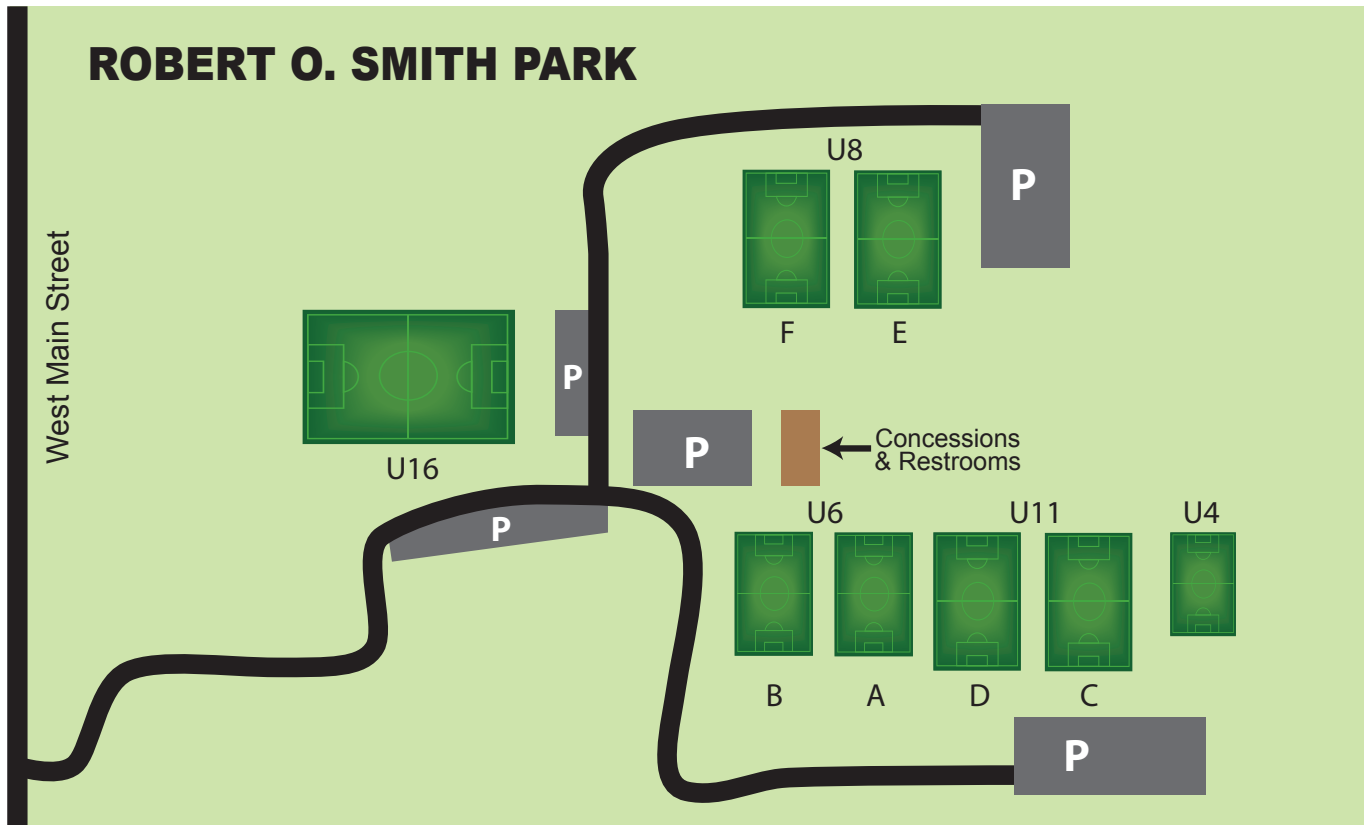 ROBERT O. SMITH PARK
U8
P
West Main Street
F
E
P
P
Concessions
& Restrooms
U16
U6
U11
U4
P
B
A
D
C
P